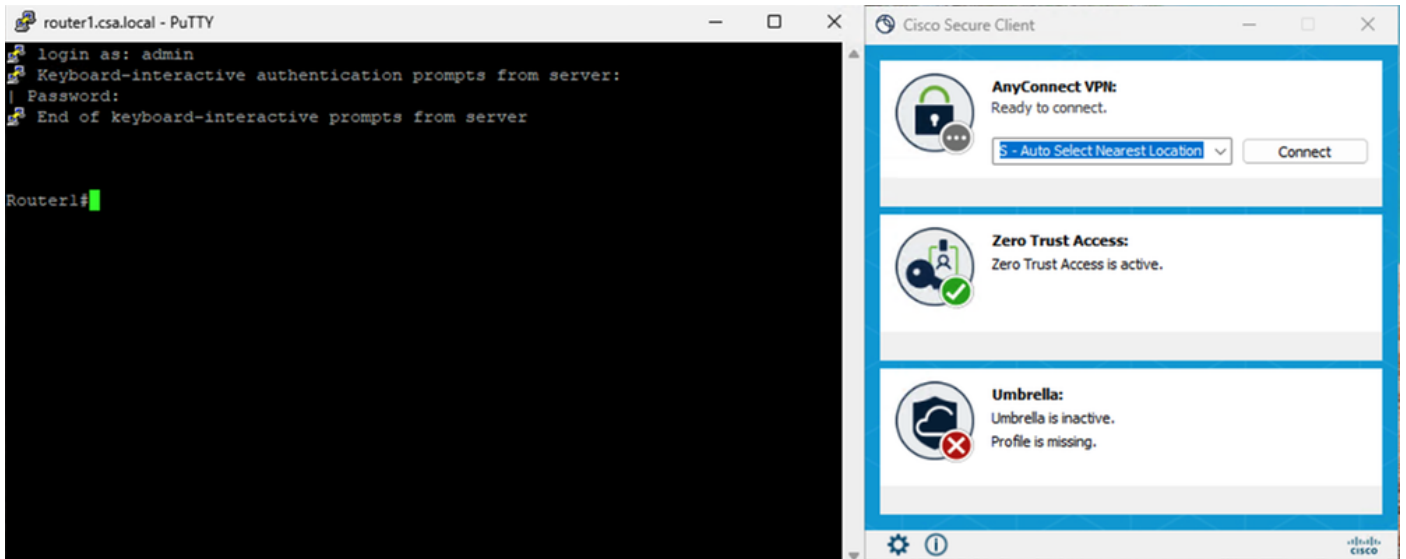 router1.csa.local - PuTTY
login as: admin
Keyboard-interactive authentication prompts from server:
| Password:
End of keyboard-interactive prompts from server
Router1#
Cisco Secure Client
AnyConnect VPN:
Ready to connect.
S - Auto Select Nearest Location
Connect
Zero Trust Access:
Zero Trust Access is active.
Umbrella:
Umbrella is inactive.
Profile is missing.
CISCO